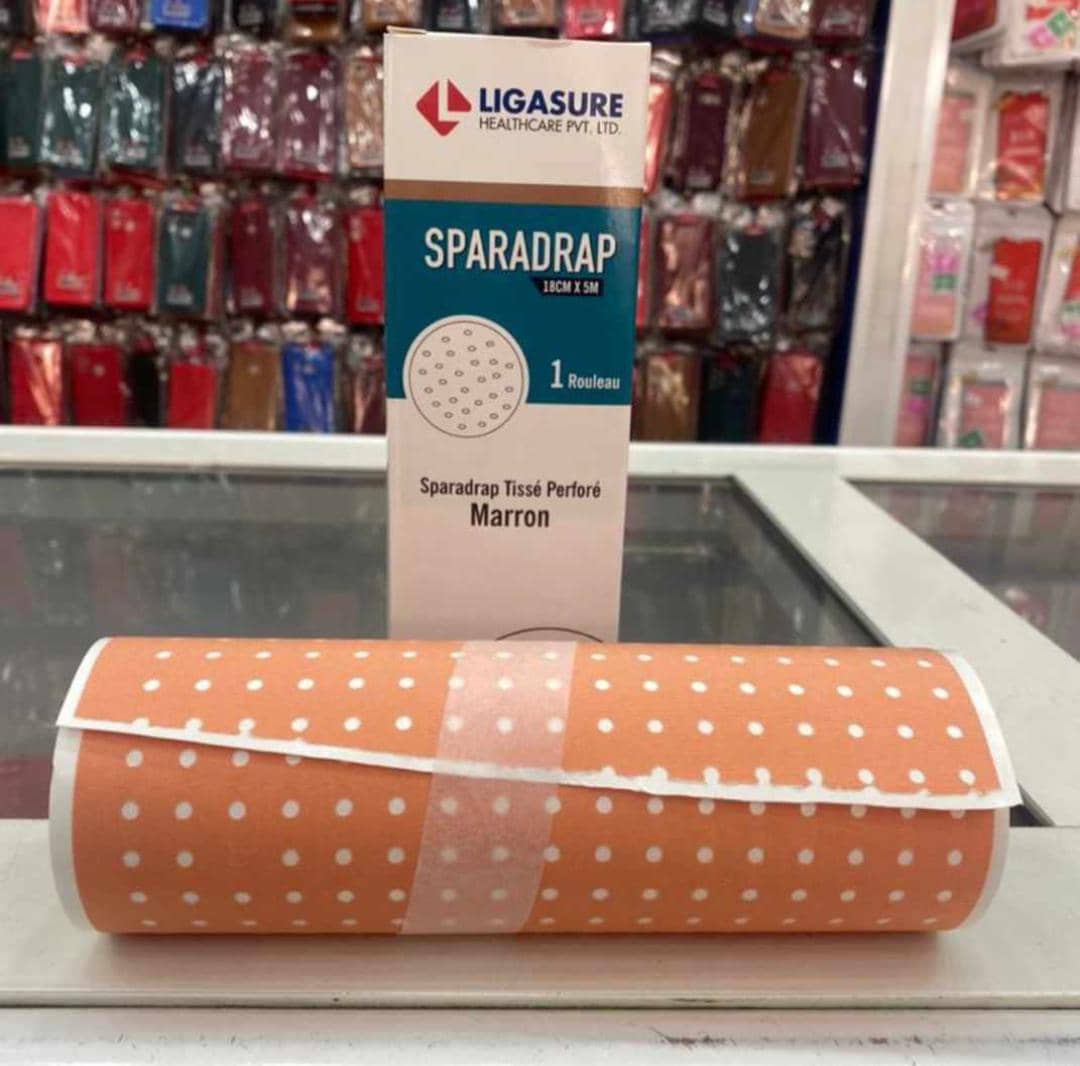 LIGASURE
HEALTHCARE PVT. LTD.
SPARADRAP
18CM X 5M
1 Rouleau
Sparadrap Tissé Perforé
Marron